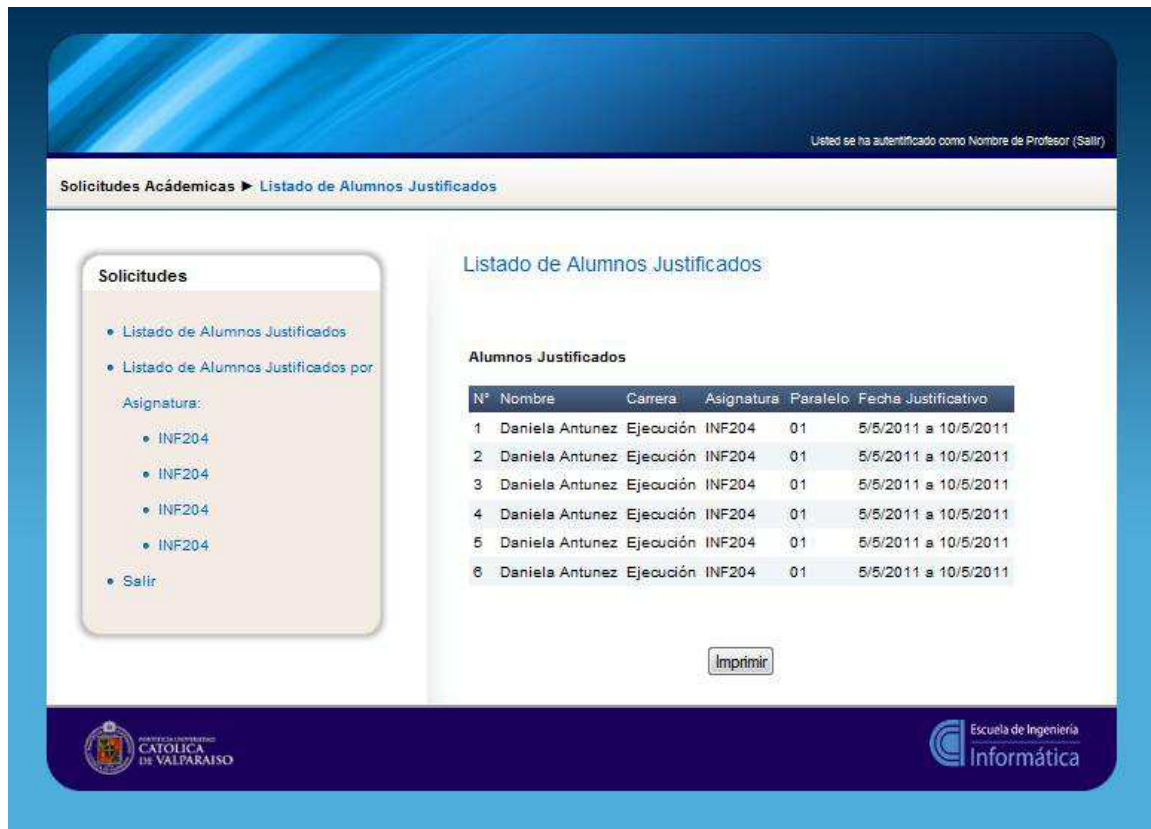 Usted se ha autentificado como Nombre de Profesor (Salir)
Solicitudes Acádemicas ► Listado de Alumnos Justificados
Solicitudes
• Listado de Alumnos Justificados
• Listado de Alumnos Justificados por
Asignatura:
• INF204
• INF204
• INF204
• INF204
• Salir
Listado de Alumnos Justificados
Alumnos Justificados
N° Nombre Carrera Asignatura Paralelo Fecha Justificativo
1 Daniela Antunez Ejecución INF204 01 5/5/2011 a 10/5/2011
2 Daniela Antunez Ejecución INF204 01 5/5/2011 a 10/5/2011
3 Daniela Antunez Ejecución INF204 01 5/5/2011 a 10/5/2011
4 Daniela Antunez Ejecución INF204 01 5/5/2011 a 10/5/2011
5 Daniela Antunez Ejecución INF204 01 5/5/2011 a 10/5/2011
6 Daniela Antunez Ejecución INF204 01 5/5/2011 a 10/5/2011
Imprimir
PONTIFICIA UNIVERSIDAD
CATOLICA
DE VALPARAISO
Escuela de Ingeniería
Informática